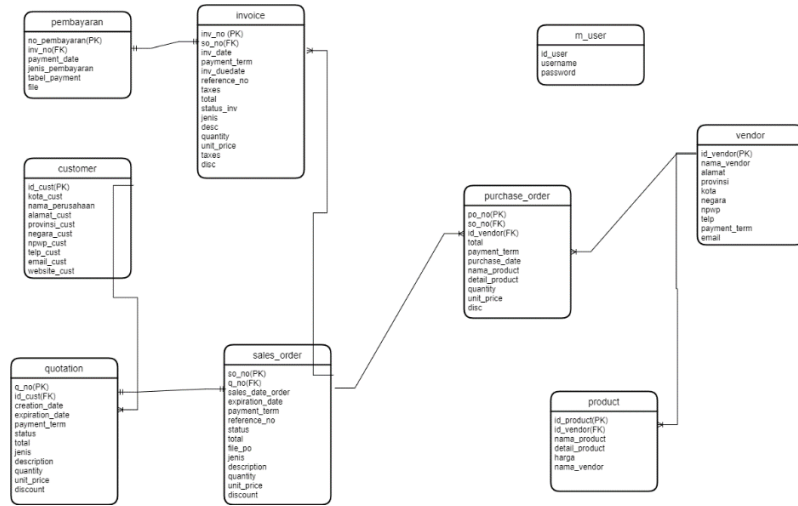 pembayaran
no_pembayaran(PK)
inv_no(FK)
payment_date
jenis_pembayaran
tabel_payment
file
invoice
inv_no (PK)
so_no(FK)
inv_date
payment_term
inv_duedate
reference_no
taxes
total
status_inv
jenis
desc
quantity
unit_price
taxes
disc
m_user
id_user
username
password
customer
id_cust(PK)
kota_cust
nama_perusahaan
alamat_cust
provinsi_cust
negara_cust
npwp_cust
telp_cust
email_cust
website_cust
purchase_order
po_no(PK)
so_no(FK)
id_vendor(FK)
total
payment_term
purchase_date
nama_product
detail_product
quantity
unit_price
disc
vendor
id_vendor(PK)
nama_vendor
alamat
provinsi
kota
negara
npwp
telp
payment_term
email
quotation
q_no(PK)
id_cust(FK)
creation_date
expiration_date
payment_term
status
total
jenis
description
quantity
unit_price
discount
sales_order
so_no(PK)
q_no(FK)
sales_date_order
expiration_date
payment_term
reference_no
status
total
file_po
jenis
description
quantity
unit_price
discount
product
id_product(PK)
id_vendor(FK)
nama_product
detail_product
harga
nama_vendor